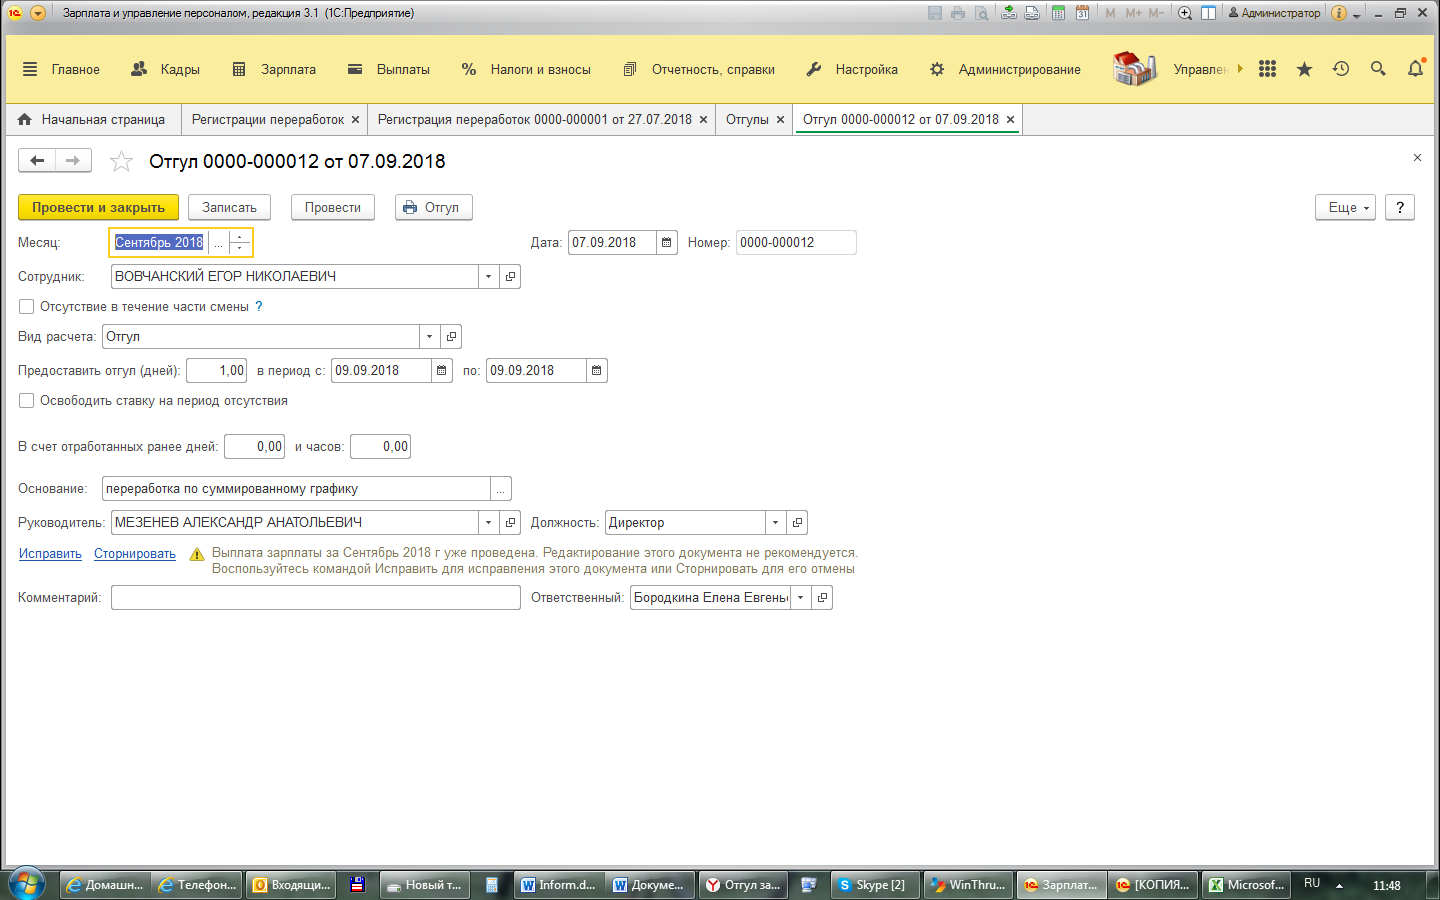 Зарплата и управление персоналом, редакция 3.1 (1С:Предприятие)
M M+ M- Администратор
Главное Кадры Зарплата Выплаты Налоги и взносы Отчетность, справки Настройка Администрирование Управлен
Начальная страница Регистрации переработок Регистрация переработок 0000-000001 от 27.07.2018 Отгулы Отгул 0000-000012 от 07.09.2018
Отгул 0000-000012 от 07.09.2018
Провести и закрыть Записать Провести Отгул Еще ?
Месяц: Сентябрь 2018 ... Дата: 07.09.2018 Номер: 0000-000012
Сотрудник: ВОВЧАНСКИЙ ЕГОР НИКОЛАЕВИЧ
Отсутствие в течение части смены ?
Вид расчета: Отгул
Предоставить отгул (дней): 1,00 в период с: 09.09.2018 по: 09.09.2018
Освободить ставку на период отсутствия
В счет отработанных ранее дней: 0,00 и часов: 0,00
Основание: переработка по суммированному графику ...
Руководитель: МЕЗЕНЕВ АЛЕКСАНДР АНАТОЛЬЕВИЧ Должность: Директор
Исправить Сторнировать Выплата зарплаты за Сентябрь 2018 г уже проведена. Редактирование этого документа не рекомендуется.
Воспользуйтесь командой Исправить для исправления этого документа или Сторнировать для его отмены
Комментарий: Ответственный: Бородкина Елена Евгень
Домашн... Телефон... Входящи... Новый т... Inform.d... Докуме... Отгул за... Skype [2] WinThru... Зарплат... [КОПИЯ... Microsof... RU 11:48